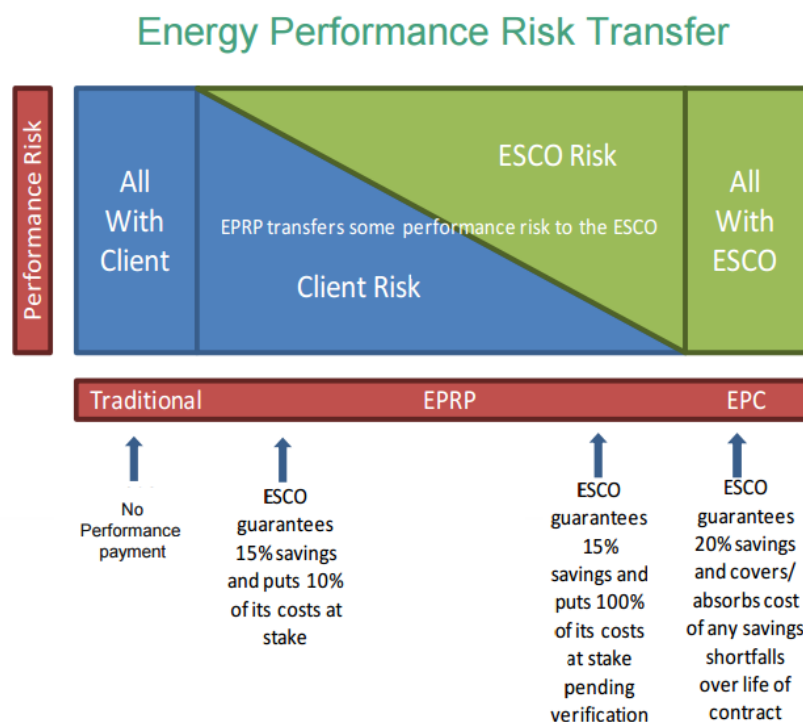 Energy Performance Risk Transfer
Performance Risk
All
With
Client
ESCO Risk
EPRP transfers some performance risk to the ESCO
Client Risk
All
With
ESCO
Traditional
EPRP
EPC
No
Performance
payment
ESCO
guarantees
15% savings
and puts 10%
of its costs at
stake
ESCO
guarantees
15%
savings and
puts 100%
of its costs
at stake
pending
verification
ESCO
guarantees
20% savings
and covers/
absorbs cost
of any savings
shortfalls
over life of
contract